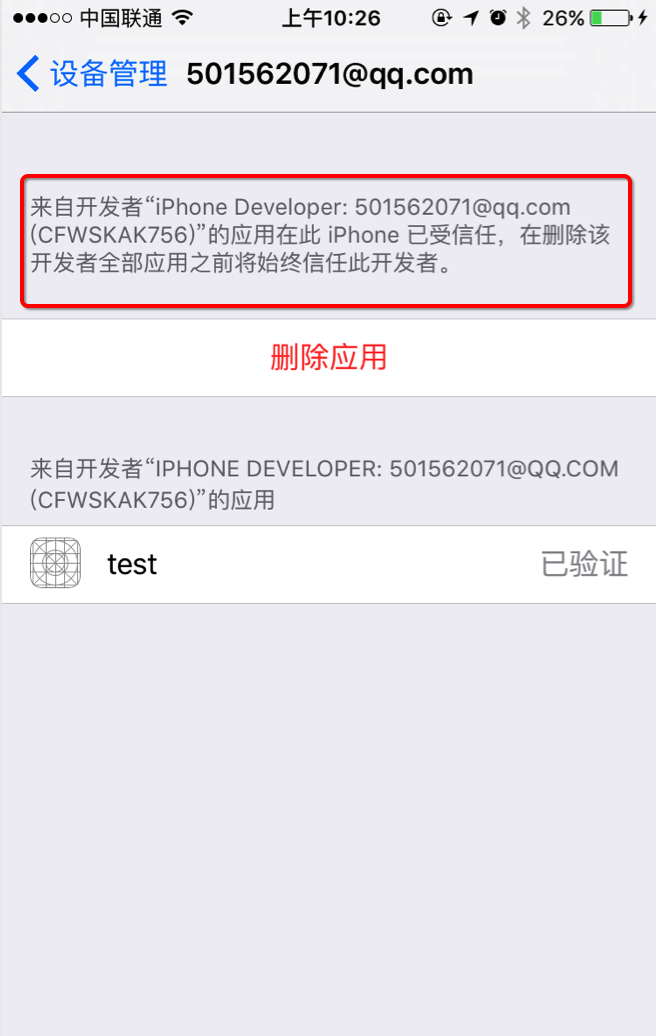 中国联通 上午10:26 26%
设备管理 501562071@qq.com
来自开发者“iPhone Developer: 501562071@qq.com
(CFWSKAK756)”的应用在此 iPhone 已受信任，在删除该
开发者全部应用之前将始终信任此开发者。
删除应用
来自开发者“IPHONE DEVELOPER: 501562071@QQ.COM
(CFWSKAK756)”的应用
test 已验证